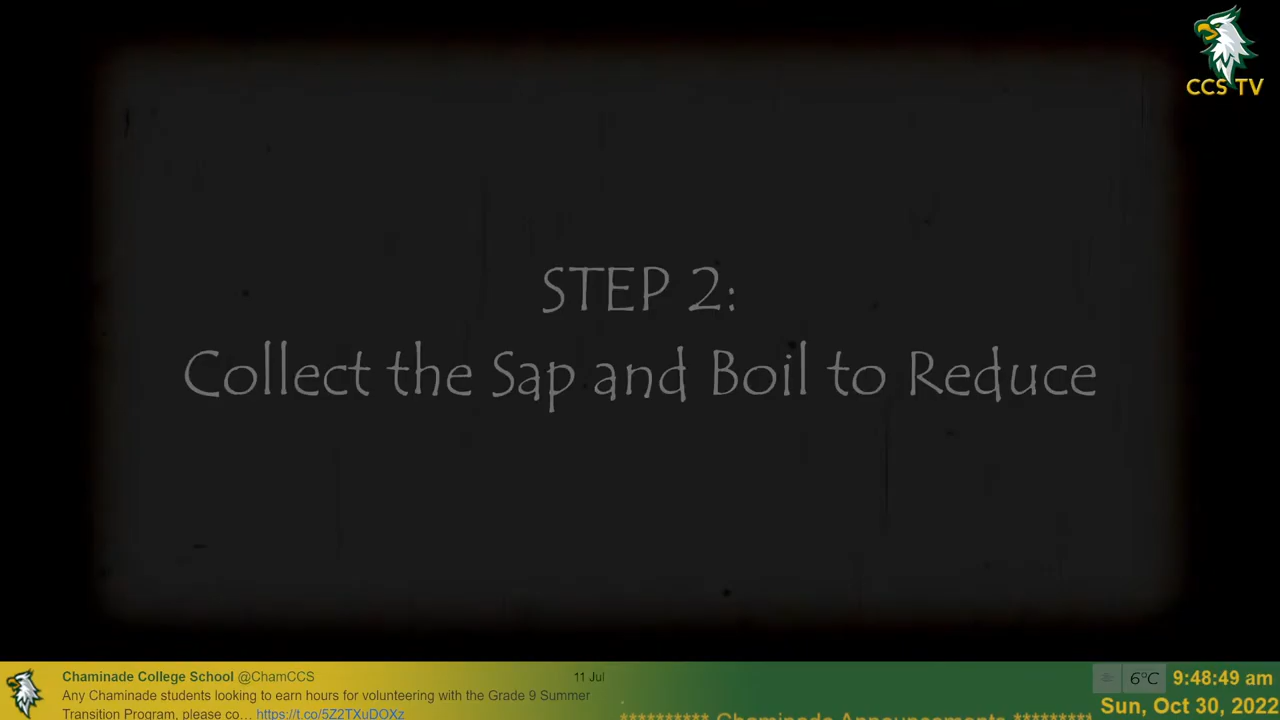 CCS TV
STEP 2:
Collect the Sap and Boil to Reduce
Chaminade College School @ChamCCS
11 Jul
Any Chaminade students looking to earn hours for volunteering with the Grade 9 Summer
Transition Program, please co… https://t.co/5Z2TXuDOXz
********** Chaminade Announcements *********
6°C
9:48:49 am
Sun, Oct 30, 2022